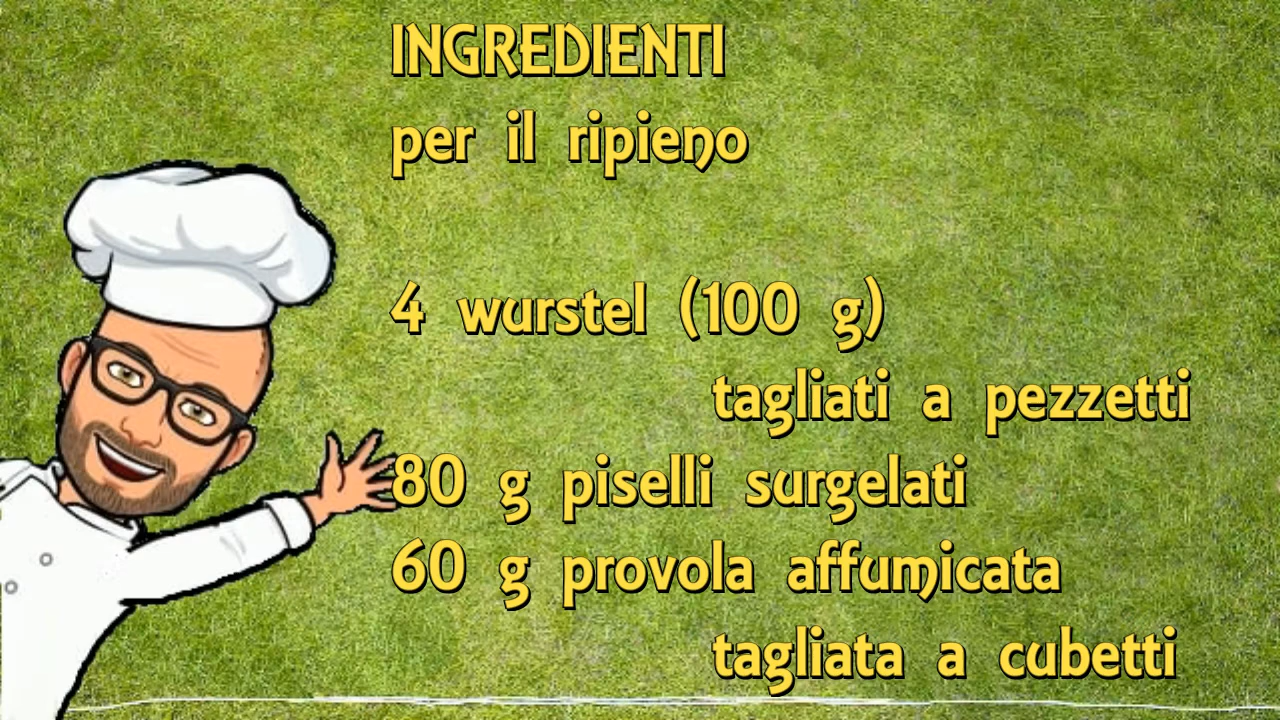 INGREDIENTI
per il ripieno
4 wurstel (100 g)
tagliati a pezzetti
80 g piselli surgelati
60 g provola affumicata
tagliata a cubetti